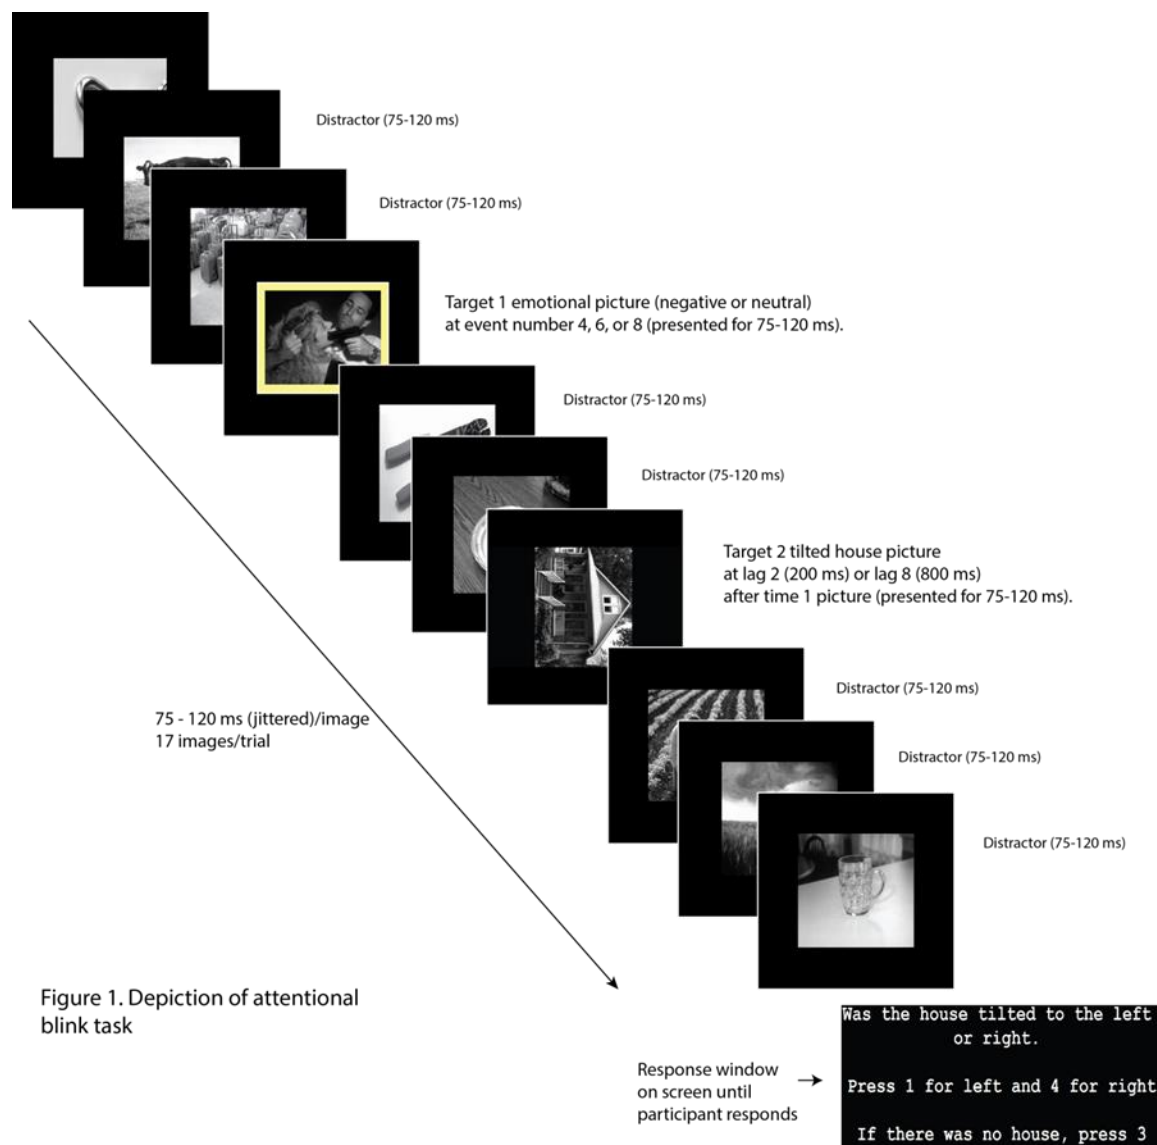 Distractor (75-120 ms)
Distractor (75-120 ms)
Target 1 emotional picture (negative or neutral)
at event number 4, 6, or 8 (presented for 75-120 ms).
Distractor (75-120 ms)
Distractor (75-120 ms)
Target 2 tilted house picture
at lag 2 (200 ms) or lag 8 (800 ms)
after time 1 picture (presented for 75-120 ms).
Distractor (75-120 ms)
75 - 120 ms (jittered)/image
17 images/trial
Distractor (75-120 ms)
Distractor (75-120 ms)
Figure 1. Depiction of attentional
blink task
Response window
on screen until
participant responds
Was the house tilted to the left
or right.
Press 1 for left and 4 for right
If there was no house, press 3